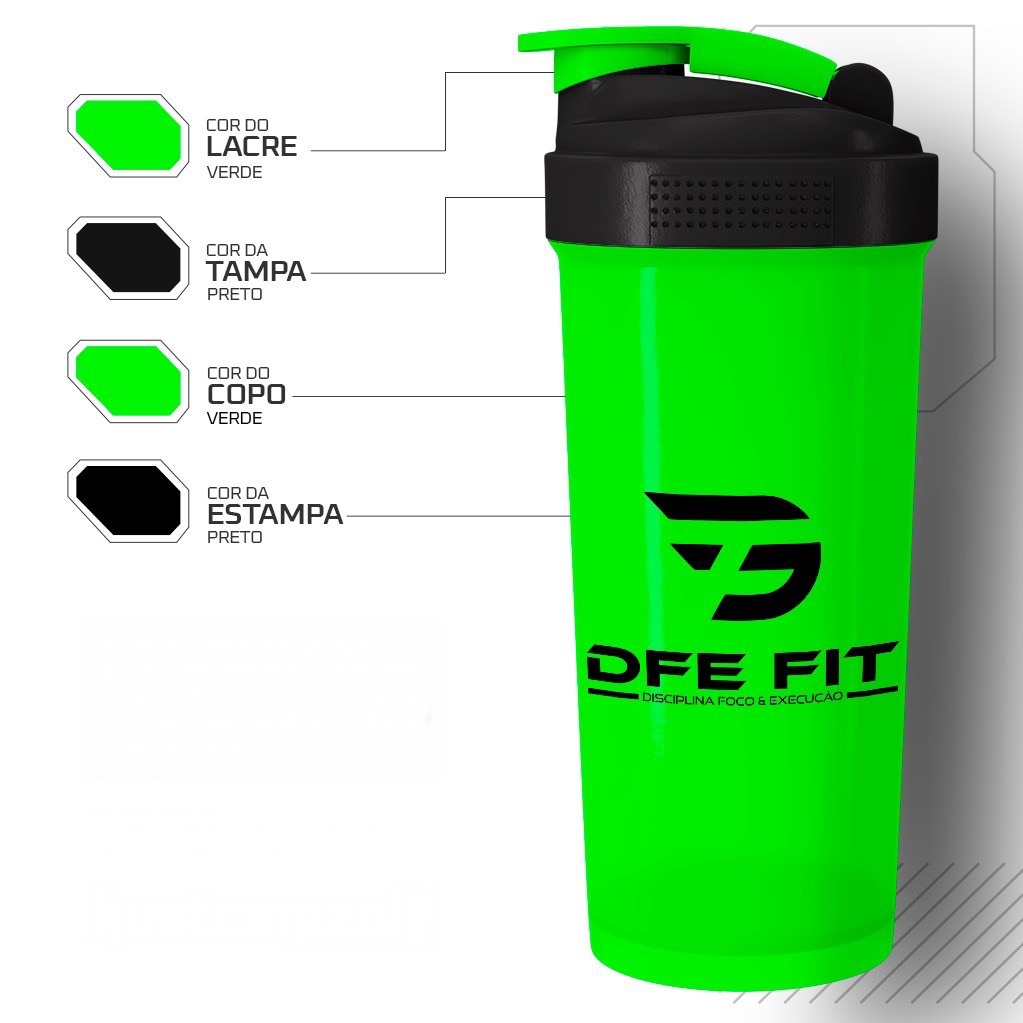 COR DO
LACRE
VERDE
COR DA
TAMPA
PRETO
COR DO
COPO
VERDE
COR DA
ESTAMPA
PRETO
DFE FIT
DISCIPLINA FOCO & EXECUÇÃO